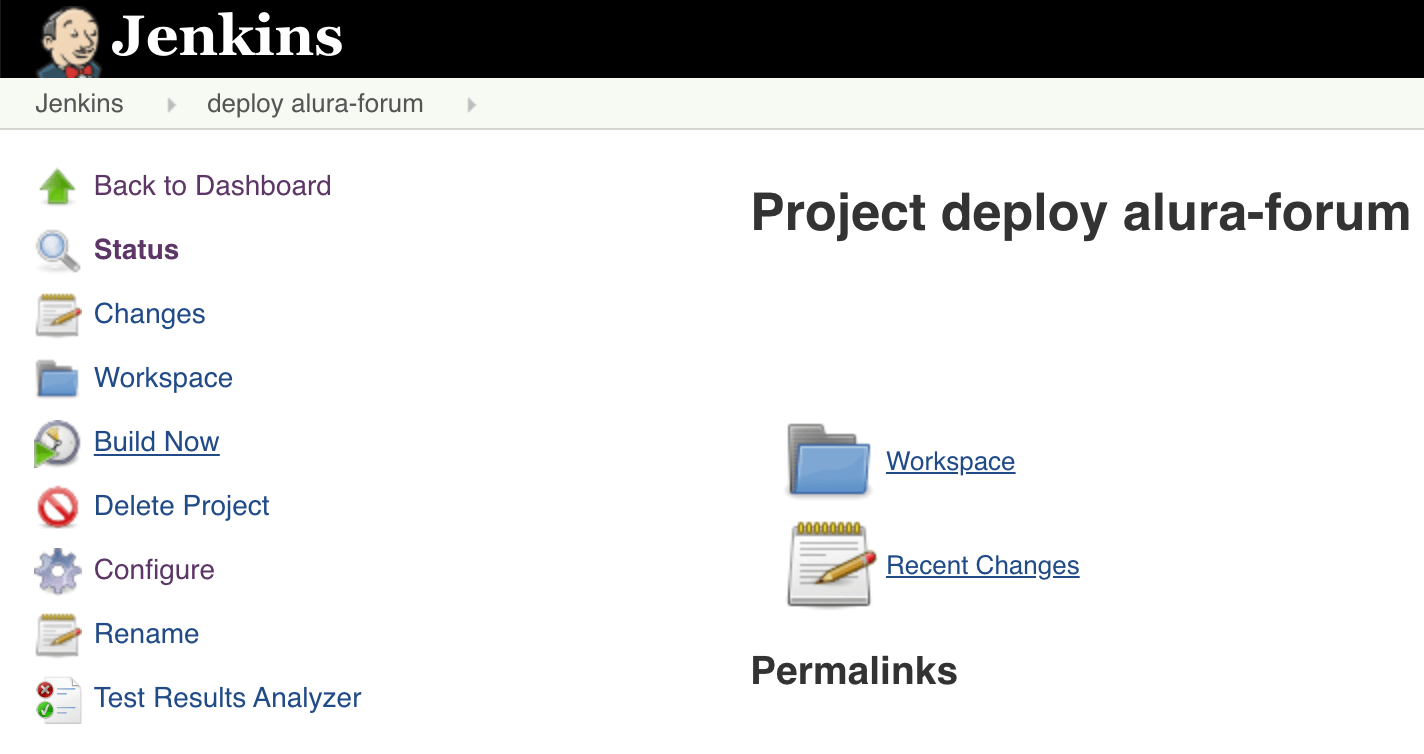 Jenkins
Jenkins deploy alura-forum
Back to Dashboard
Status
Changes
Workspace
Build Now
Delete Project
Configure
Rename
Test Results Analyzer
Project deploy alura-forum
Workspace
Recent Changes
Permalinks